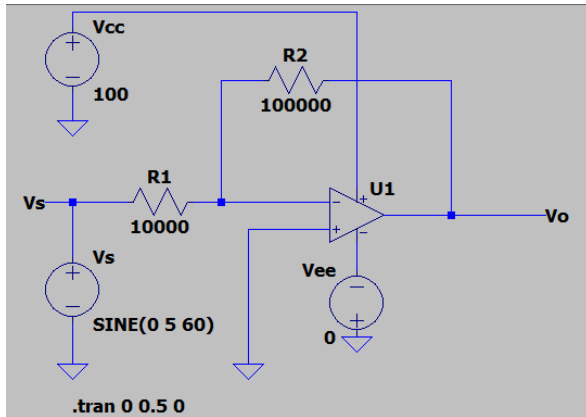 Vcc
100
R2
100000
R1
10000
U1
Vs
Vo
Vs
SINE(0 5 60)
Vee
0
.tran 0 0.5 0